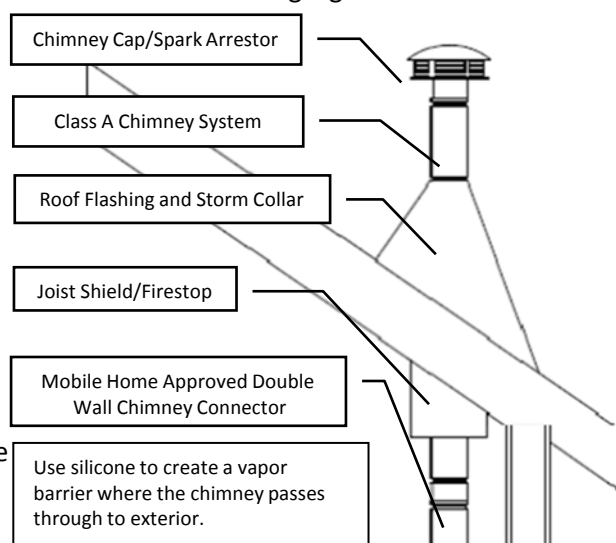 Chimney Cap/Spark Arrestor
Class A Chimney System
Roof Flashing and Storm Collar
Joist Shield/Firestop
Mobile Home Approved Double
Wall Chimney Connector
Use silicone to create a vapor
barrier where the chimney passes
through to exterior.